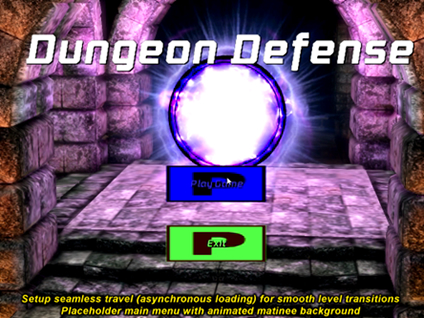 Dungeon Defense
P
Play Game
P
Exit
Setup seamless travel (asynchronous loading) for smooth level transitions
Placeholder main menu with animated matinee background